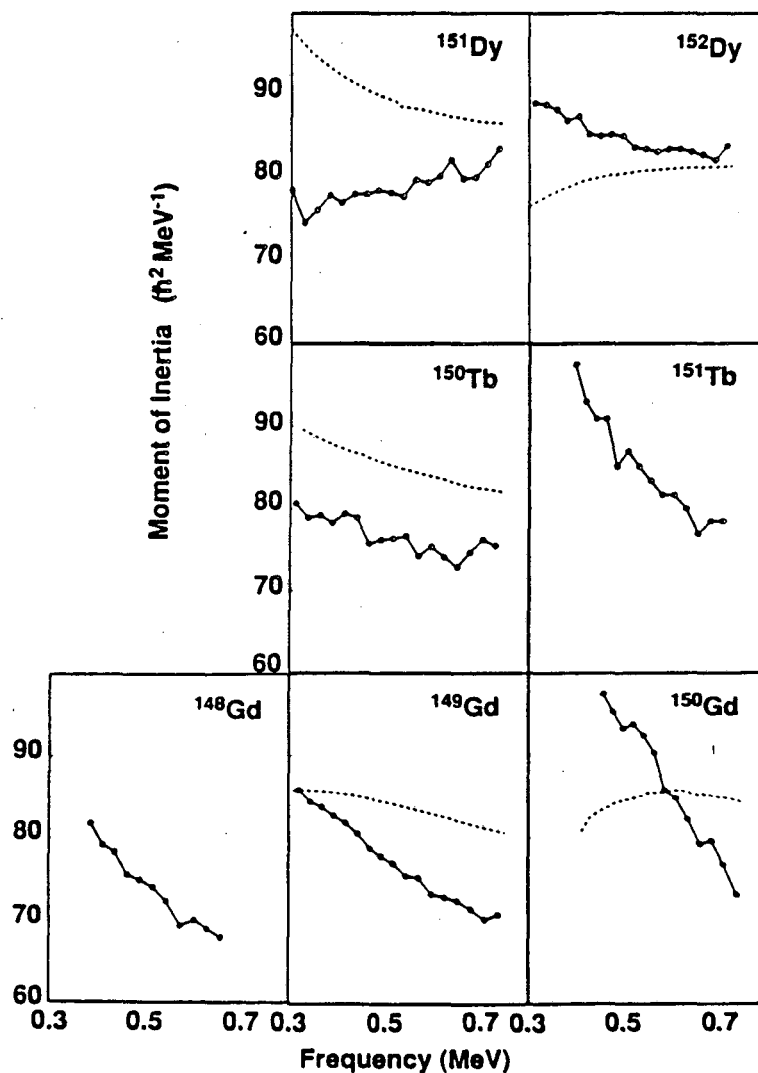 ¹⁵¹Dy
¹⁵²Dy
90
80
70
60
Moment of Inertia (ħ² MeV⁻¹)
¹⁵⁰Tb
¹⁵¹Tb
90
80
70
60
¹⁴⁸Gd
¹⁴⁹Gd
¹⁵⁰Gd
90
80
70
60
0.3 0.5 0.7 0.3 0.5 0.7 0.3 0.5 0.7
Frequency (MeV)